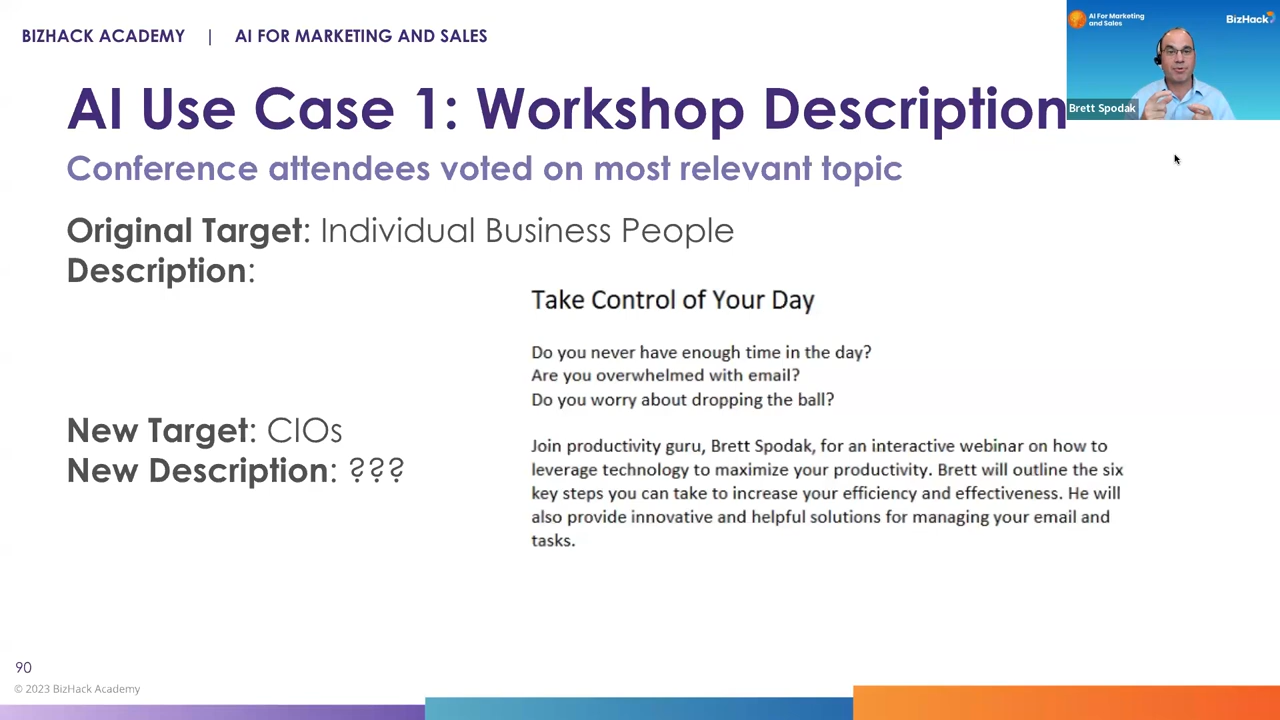 BIZHACK ACADEMY | AI FOR MARKETING AND SALES
AI For Marketing
and Sales
BizHack
Brett Spodak
AI Use Case 1: Workshop Description
Conference attendees voted on most relevant topic
Original Target: Individual Business People
Description:
Take Control of Your Day
Do you never have enough time in the day?
Are you overwhelmed with email?
Do you worry about dropping the ball?
Join productivity guru, Brett Spodak, for an interactive webinar on how to
leverage technology to maximize your productivity. Brett will outline the six
key steps you can take to increase your efficiency and effectiveness. He will
also provide innovative and helpful solutions for managing your email and
tasks.
New Target: CIOs
New Description: ???
90
© 2023 BizHack Academy